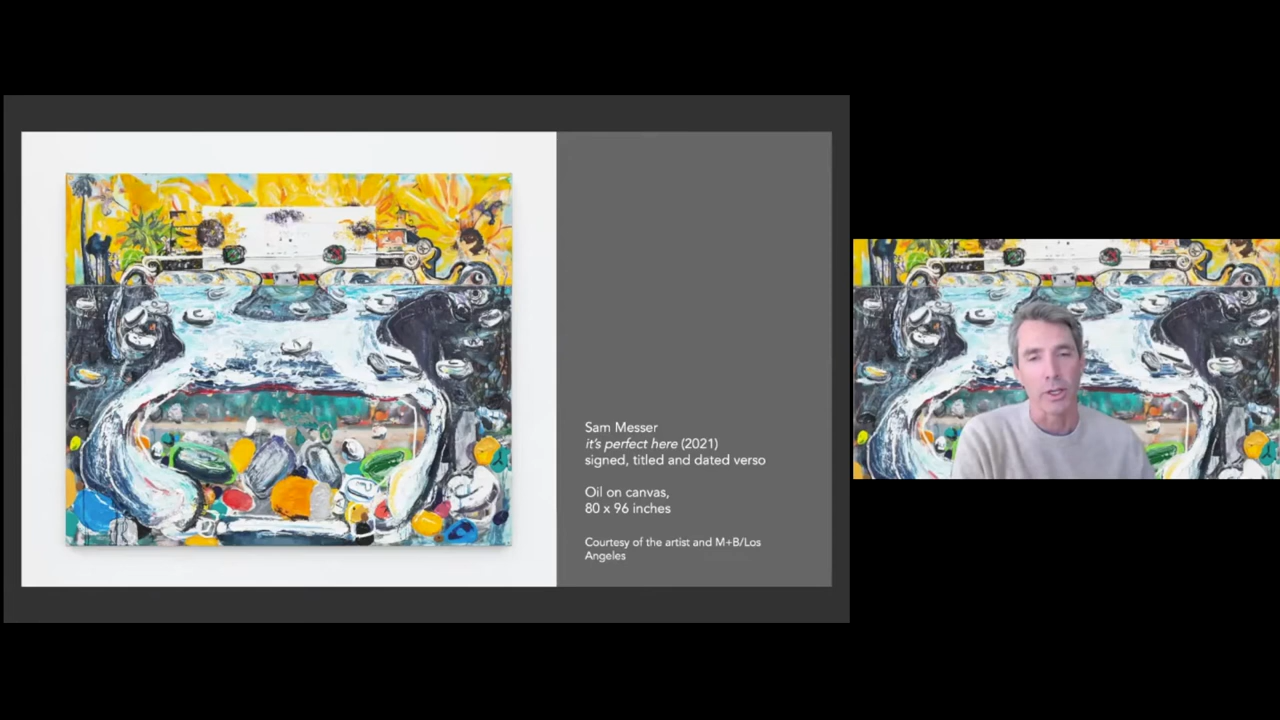 Sam Messer
it's perfect here (2021)
signed, titled and dated verso
Oil on canvas,
80 x 96 inches
Courtesy of the artist and M+B/Los
Angeles